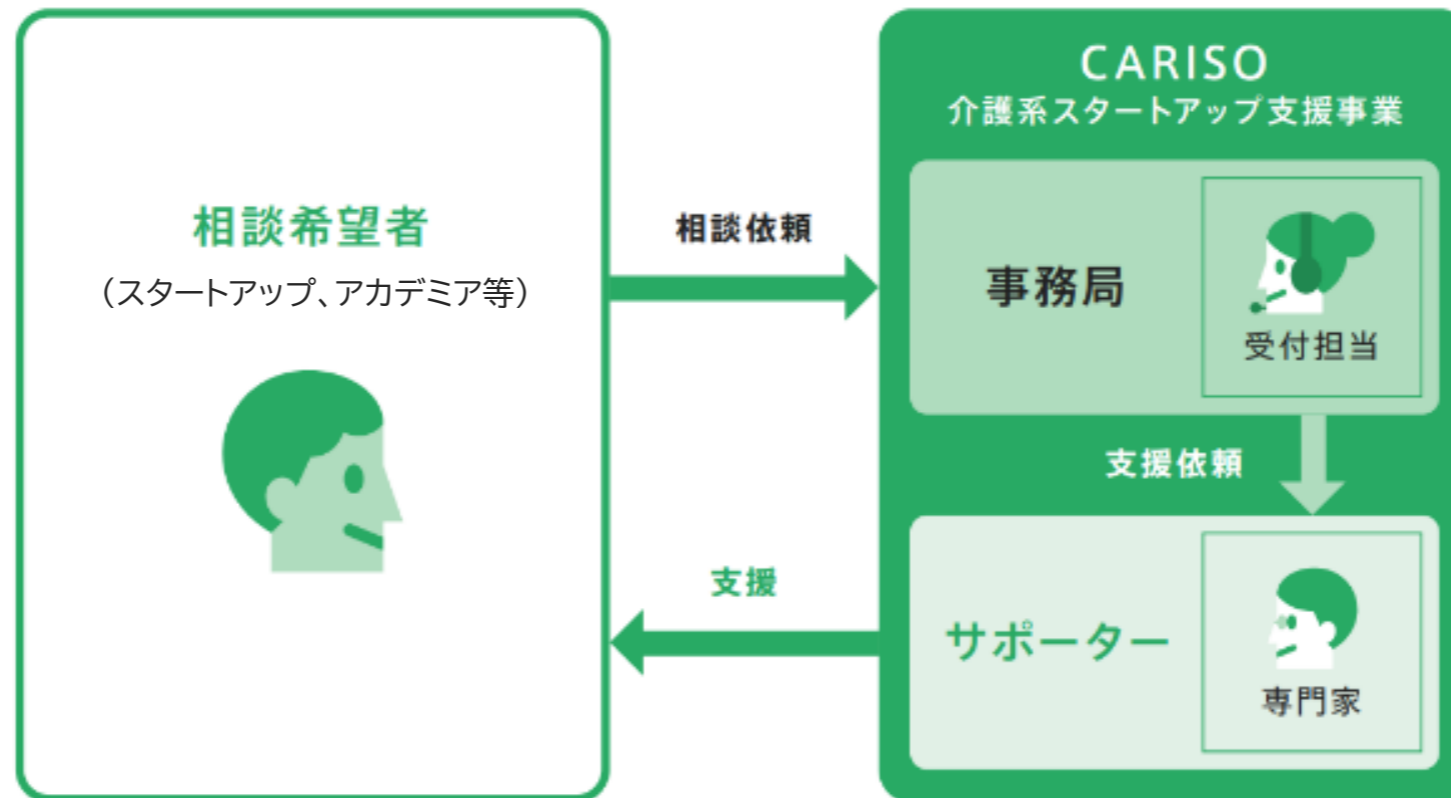 相談希望者
（スタートアップ、アカデミア等）
相談依頼
CARISO
介護系スタートアップ支援事業
事務局
受付担当
支援依頼
サポーター
専門家
支援